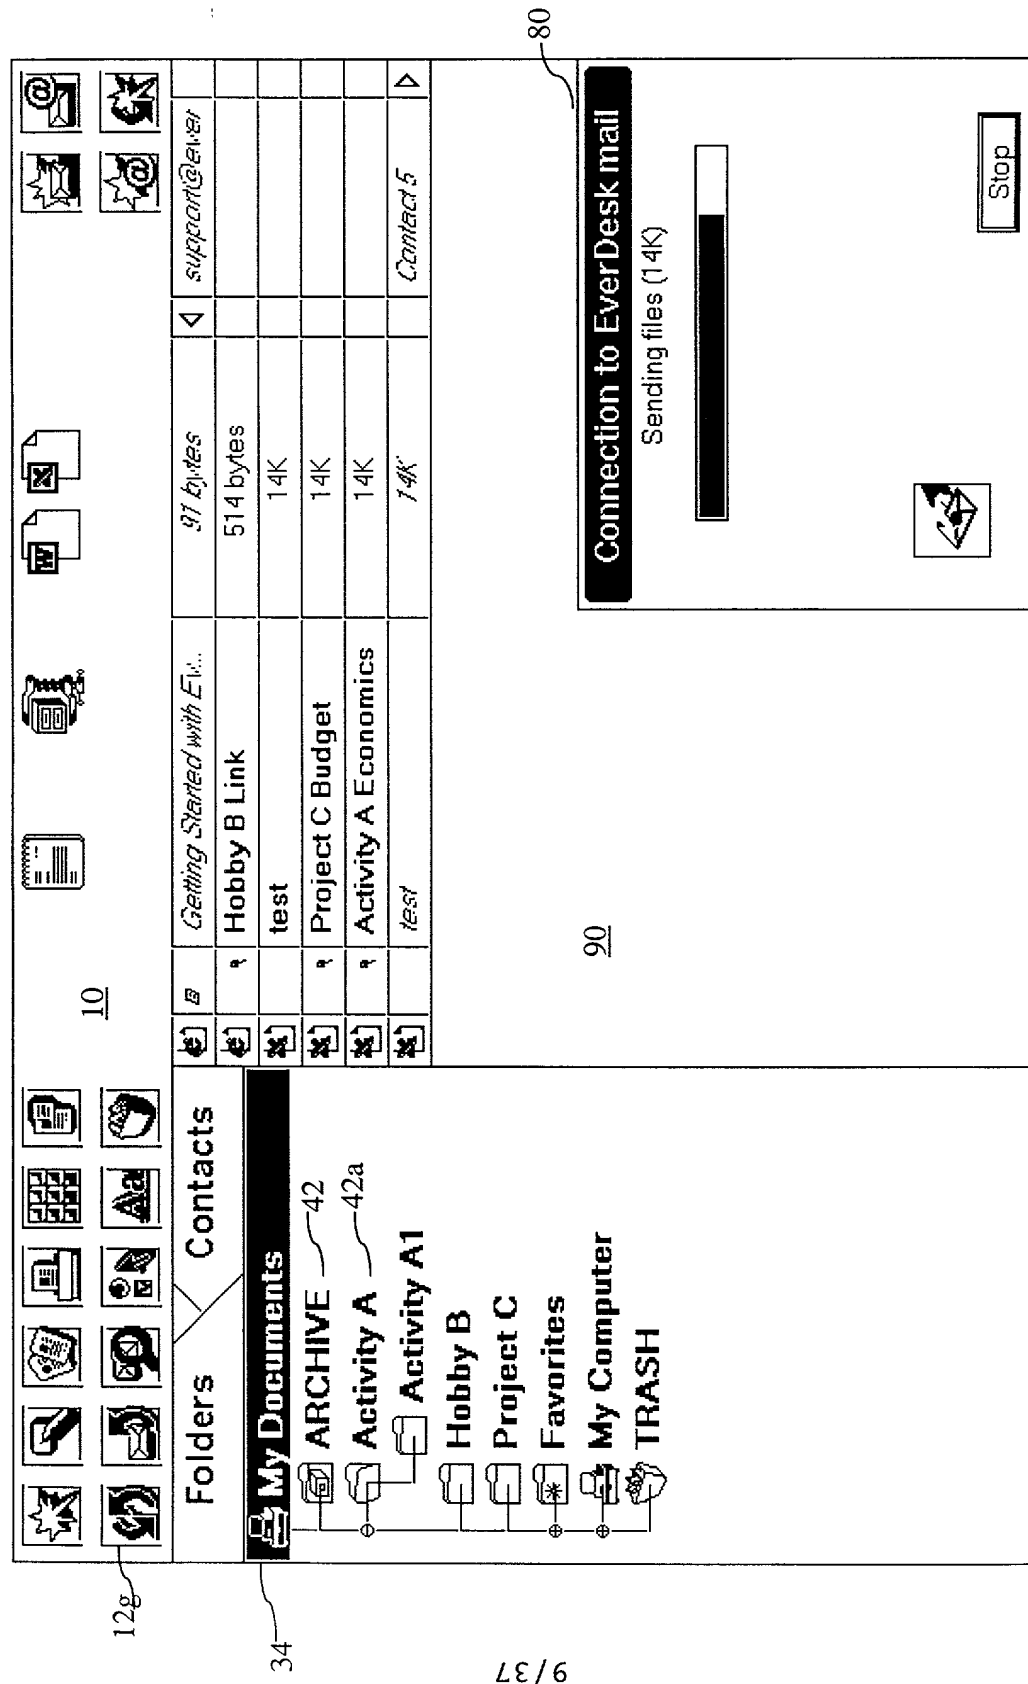 80
12g
10
Folders
Contacts
34
My Documents
ARCHIVE
42
Activity A
42a
Activity A1
Hobby B
Project C
Favorites
My Computer
TRASH
Getting Started with Ev...
91 bytes
support@ever
Hobby B Link
514 bytes
test
14K
Project C Budget
14K
Activity A Economics
14K
test
14K
Contact 5
90
Connection to EverDesk mail
Sending files (14K)
Stop
W
X
@
@
Aa
9/37